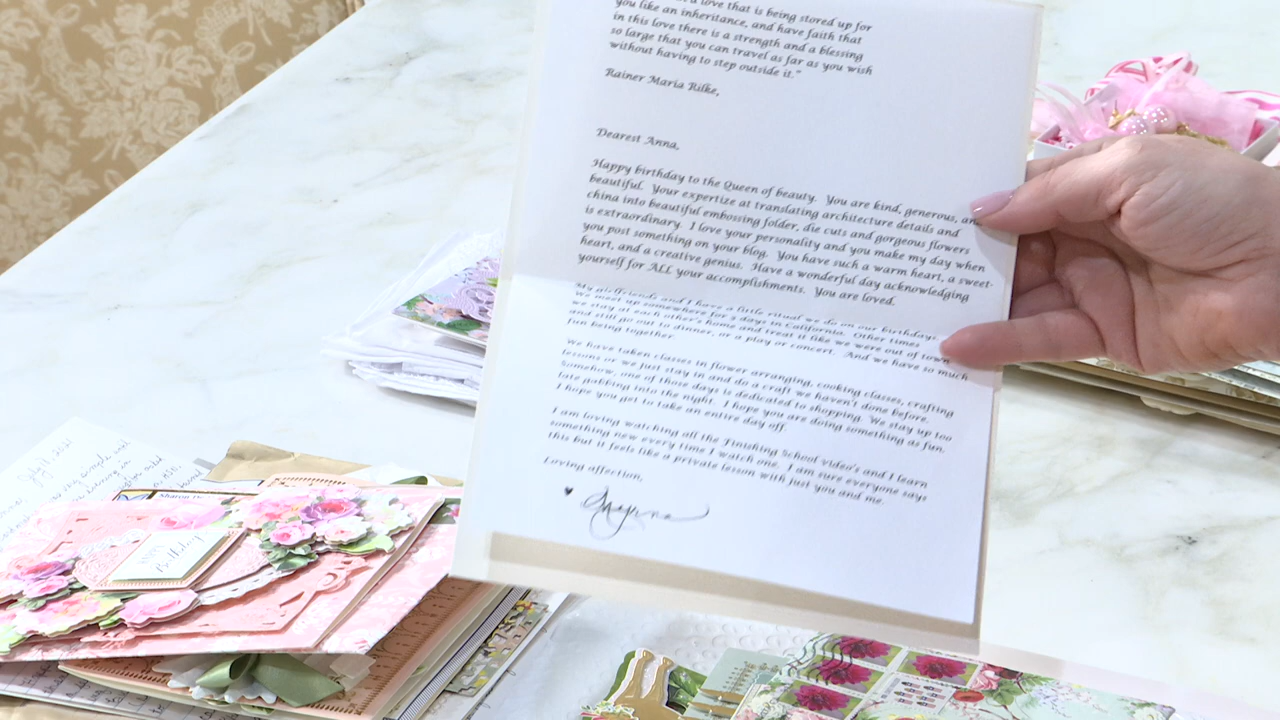 a love that is being stored up for
you like an inheritance, and have faith that
in this love there is a strength and a blessing
so large that you can travel as far as you wish
without having to step outside it."
Rainer Maria Rilke,
Dearest Anna,
Happy birthday to the Queen of beauty. You are kind, generous, and
beautiful. Your expertize at translating architecture details and
china into beautiful embossing folder, die cuts and gorgeous flowers
is extraordinary. I love your personality and you make my day when
you post something on your blog. You have such a warm heart, a sweet-
heart, and a creative genius. Have a wonderful day acknowledging
yourself for ALL your accomplishments. You are loved.
My girlfriends and I have a little ritual we do on our birthdays.
We meet up somewhere for 3 days in California. Other times
we stay at each other's home and treat it like we were out of town
and still go out to dinner, or a play or concert. And we have so much
fun being together.
We have taken classes in flower arranging, cooking classes, crafting
lessons or we just stay in and do a craft we haven't done before.
Somehow, one of those days is dedicated to shopping. We stay up too
late gabbing into the night. I hope you are doing something as fun.
I hope you get to take an entire day off.
I am loving watching all the Finishing School Video's and I learn
something new every time I watch one. I am sure everyone says
this but it feels like a private lesson with just you and me.
Loving affection,
Sharon